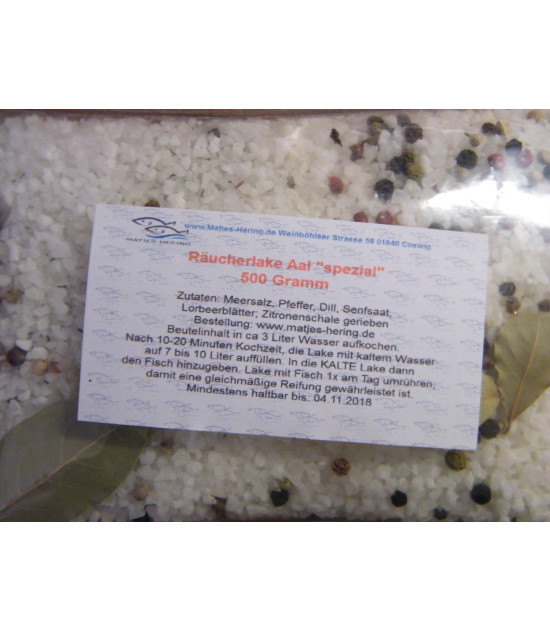 www.Matjes-Hering.de Weinböhlaer Strasse 58 01640 Coswig
MATJES-HERING
Räucherlake Aal "spezial"
500 Gramm
Zutaten: Meersalz, Pfeffer, Dill, Senfsaat,
Lorbeerblätter; Zitronenschale gerieben
Bestellung: www.matjes-hering.de
Beutelinhalt in ca 3 Liter Wasser aufkochen.
Nach 10-20 Minuten Kochzeit, die Lake mit kaltem Wasser
auf 7 bis 10 Liter auffüllen. In die KALTE Lake dann
den Fisch hinzugeben. Lake mit Fisch 1x am Tag umrühren,
damit eine gleichmäßige Reifung gewährleistet ist.
Mindestens haltbar bis: 04.11.2018